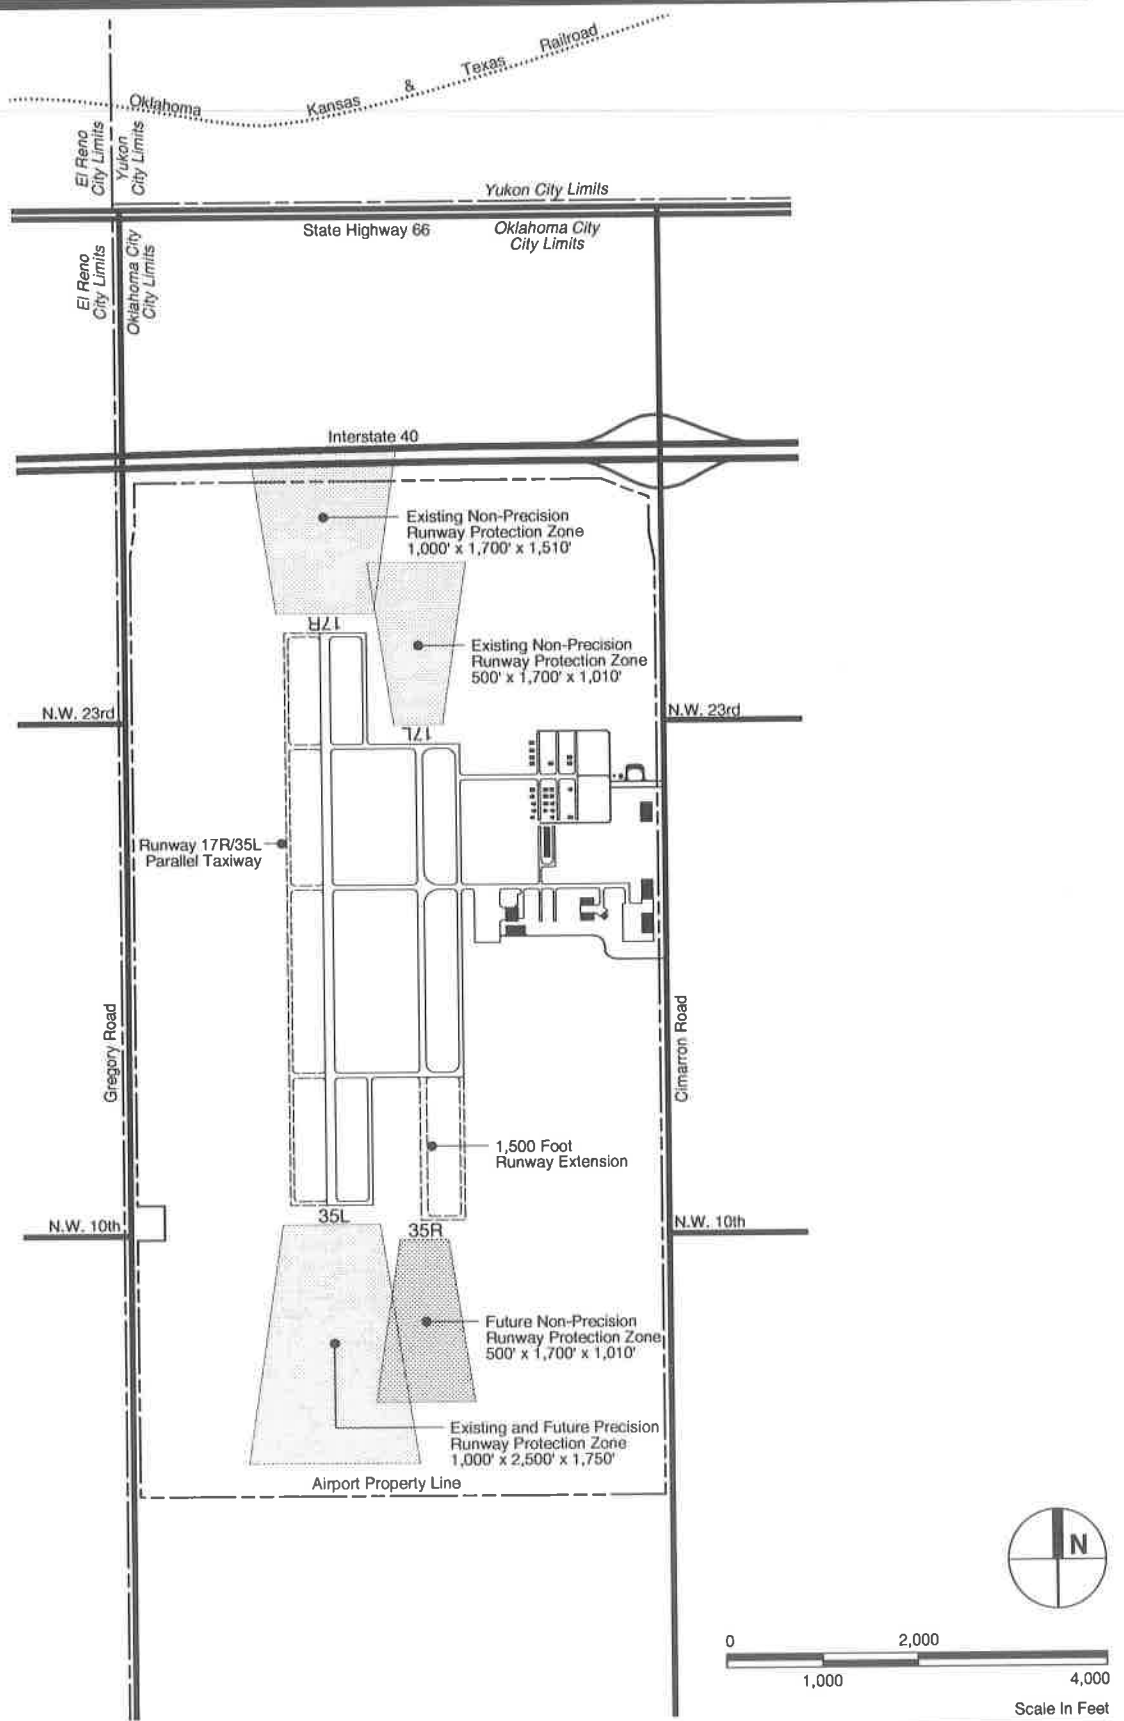 Oklahoma Kansas & Texas Railroad
El Reno
City Limits
Yukon
City Limits
Yukon City Limits
State Highway 66
Oklahoma City
City Limits
El Reno
City Limits
Oklahoma City
City Limits
Interstate 40
Existing Non-Precision
Runway Protection Zone
1,000' x 1,700' x 1,510'
17R
Existing Non-Precision
Runway Protection Zone
500' x 1,700' x 1,010'
N.W. 23rd
N.W. 23rd
17L
Runway 17R/35L
Parallel Taxiway
Gregory Road
Cimarron Road
1,500 Foot
Runway Extension
35L
N.W. 10th
N.W. 10th
35R
Future Non-Precision
Runway Protection Zone
500' x 1,700' x 1,010'
Existing and Future Precision
Runway Protection Zone
1,000' x 2,500' x 1,750'
Airport Property Line
N
0
2,000
1,000
4,000
Scale In Feet